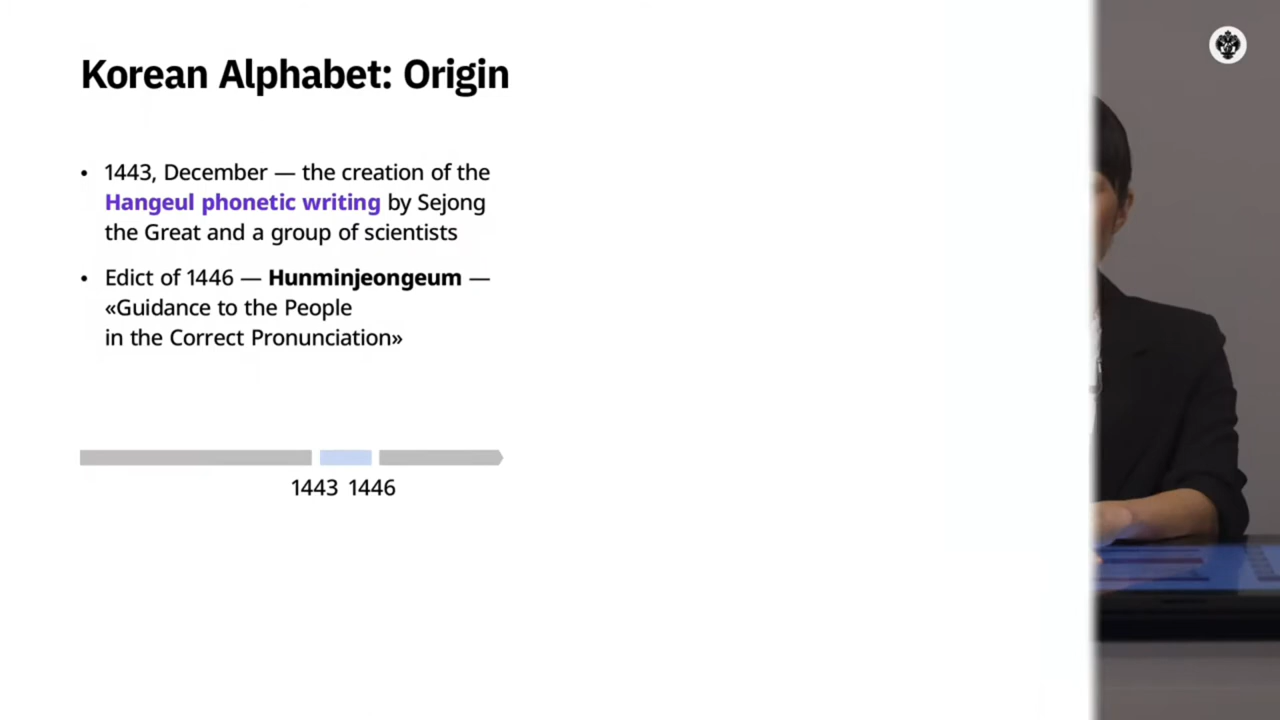 Korean Alphabet: Origin
• 1443, December — the creation of the
Hangeul phonetic writing by Sejong
the Great and a group of scientists
• Edict of 1446 — Hunminjeongeum —
«Guidance to the People
in the Correct Pronunciation»
1443 1446